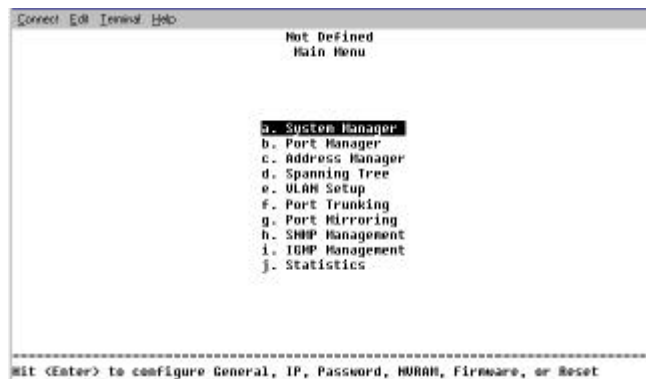 Connect Edit Terminal Help
Not Defined
Main Menu
a. System Manager
b. Port Manager
c. Address Manager
d. Spanning Tree
e. VLAN Setup
f. Port Trunking
g. Port Mirroring
h. SNMP Management
i. IGMP Management
j. Statistics
Hit <Enter> to configure General, IP, Password, NVRAM, Firmware, or Reset